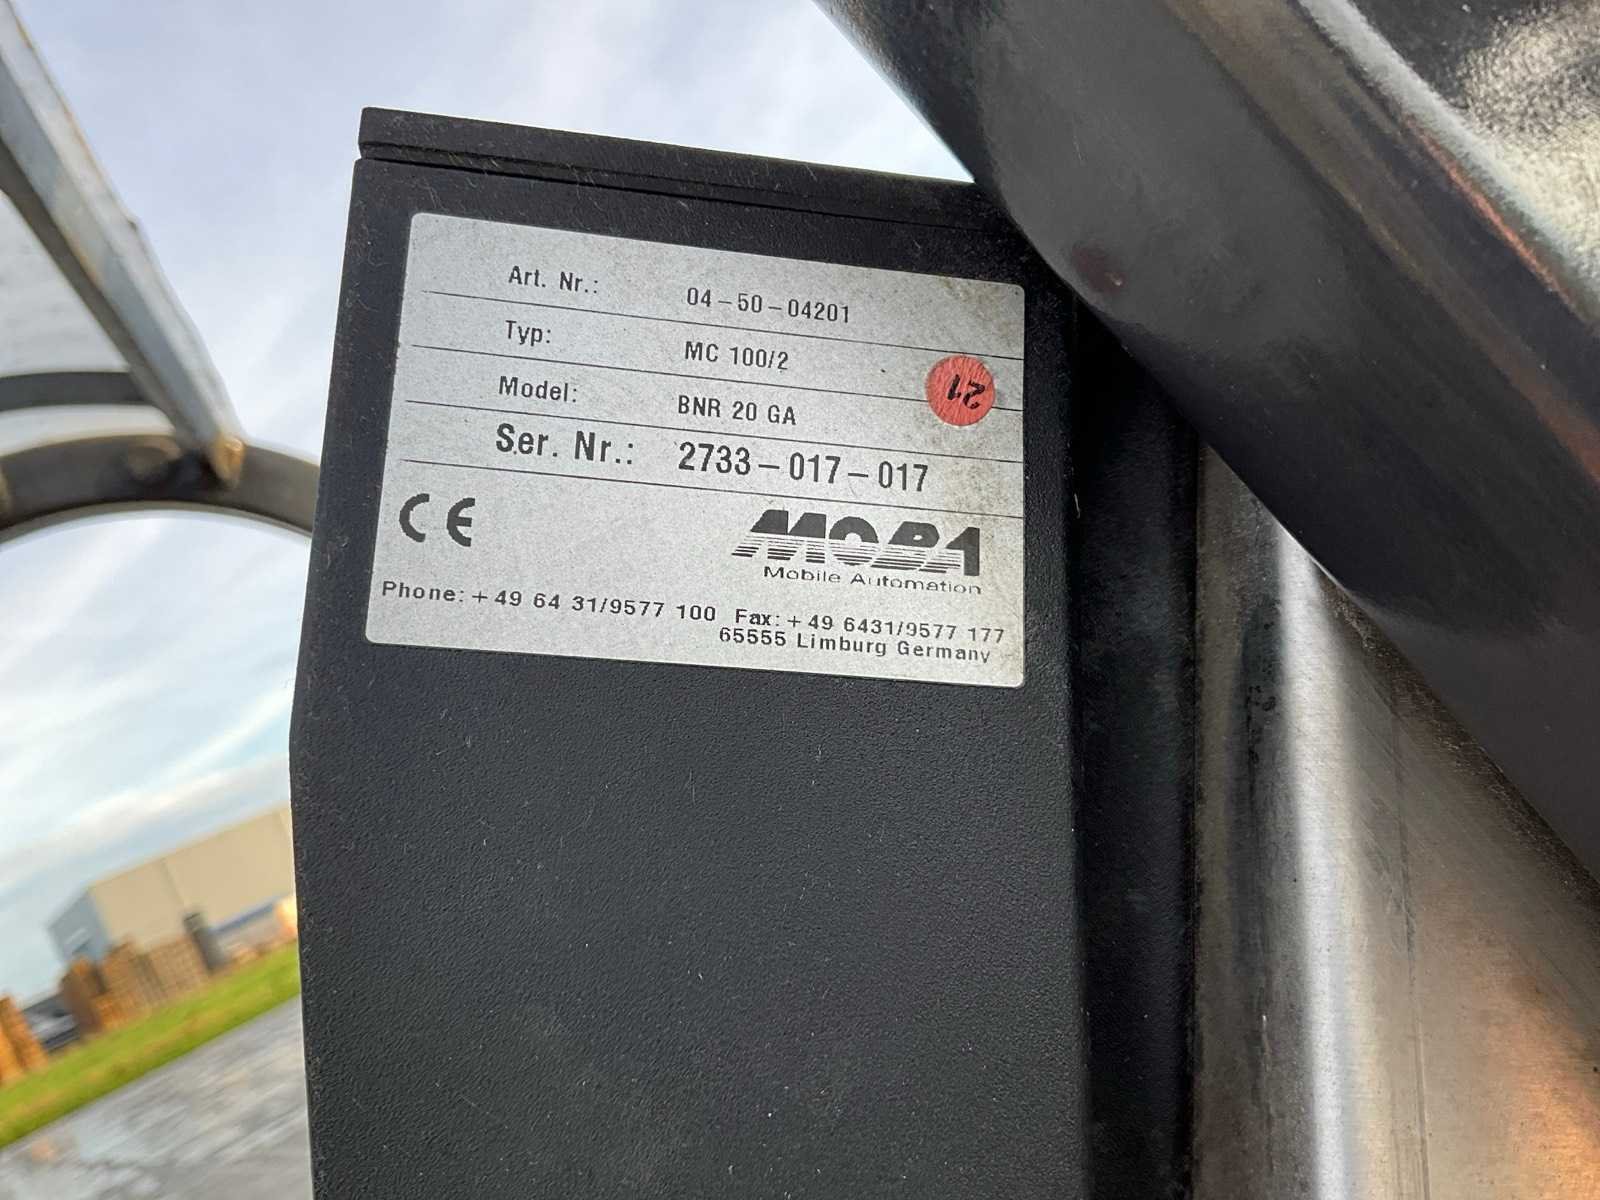 Art. Nr.: 04-50-04201
Typ: MC 100/2
Model: BNR 20 GA
21
Ser. Nr.: 2733-017-017
CE
MOBA
Mobile Automation
Phone: + 49 64 31/9577 100 Fax: + 49 6431/9577 177
65555 Limburg Germany